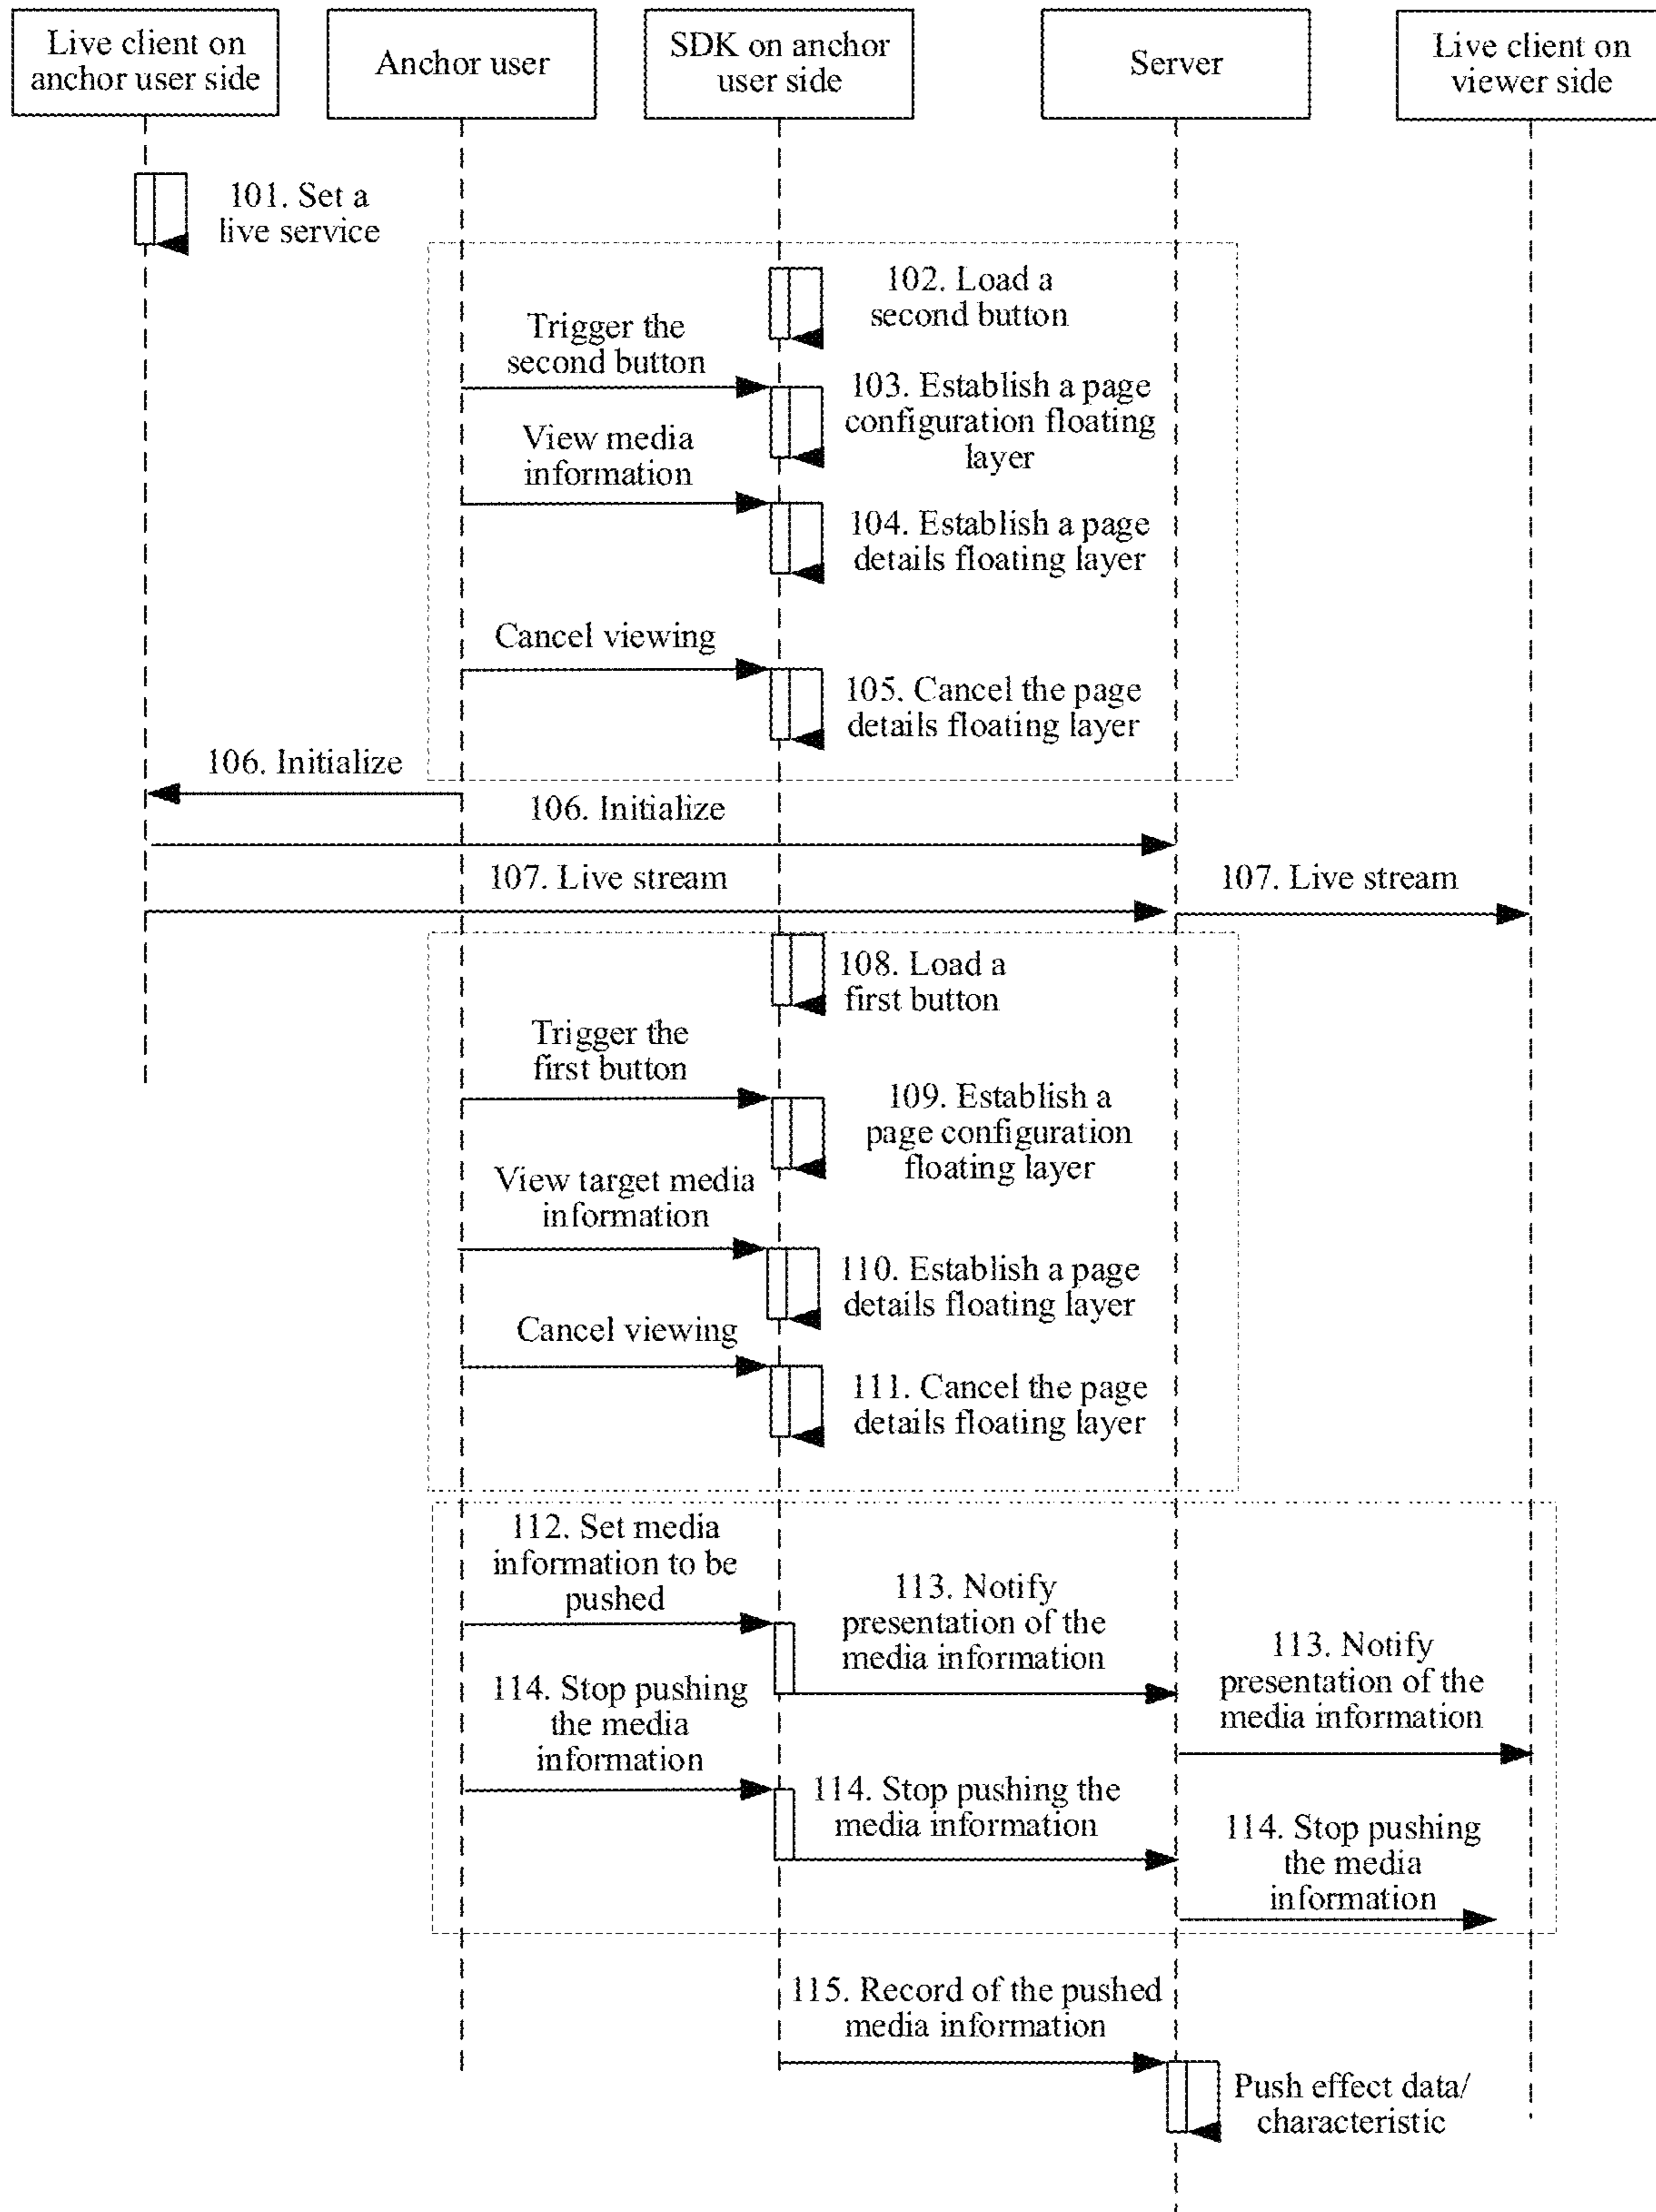 Live client on
anchor user side
Anchor user
SDK on anchor
user side
Server
Live client on
viewer side
101. Set a
live service
102. Load a
second button
Trigger the
second button
103. Establish a page
configuration floating
layer
View media
information
104. Establish a page
details floating layer
Cancel viewing
105. Cancel the page
details floating layer
106. Initialize
106. Initialize
107. Live stream
107. Live stream
108. Load a
first button
Trigger the
first button
109. Establish a
page configuration
floating layer
View target media
information
110. Establish a page
details floating layer
Cancel viewing
111. Cancel the page
details floating layer
112. Set media
information to be
pushed
113. Notify
presentation of the
media information
113. Notify
presentation of the
media information
114. Stop pushing
the media
information
114. Stop pushing the
media information
114. Stop pushing
the media
information
115. Record of the pushed
media information
Push effect data/
characteristic